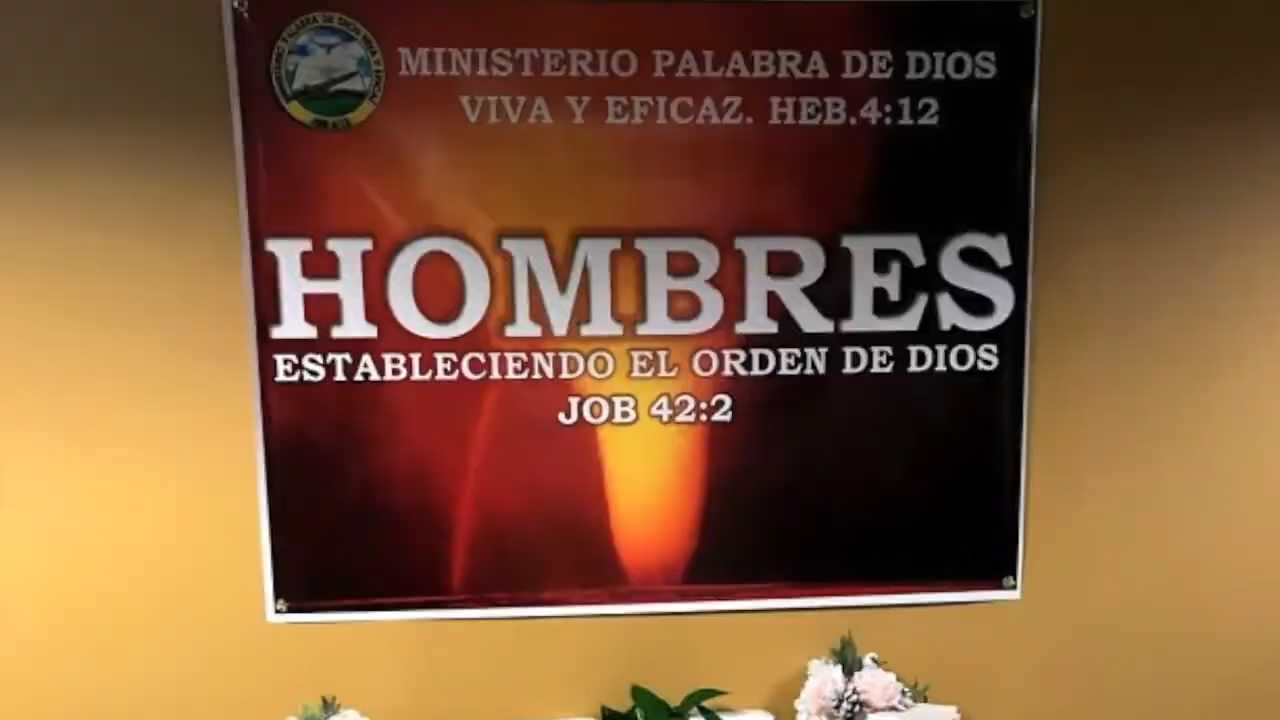 MINISTERIO PALABRA DE DIOS
VIVA Y EFICAZ. HEB.4:12
HOMBRES
ESTABLECIENDO EL ORDEN DE DIOS
JOB 42:2